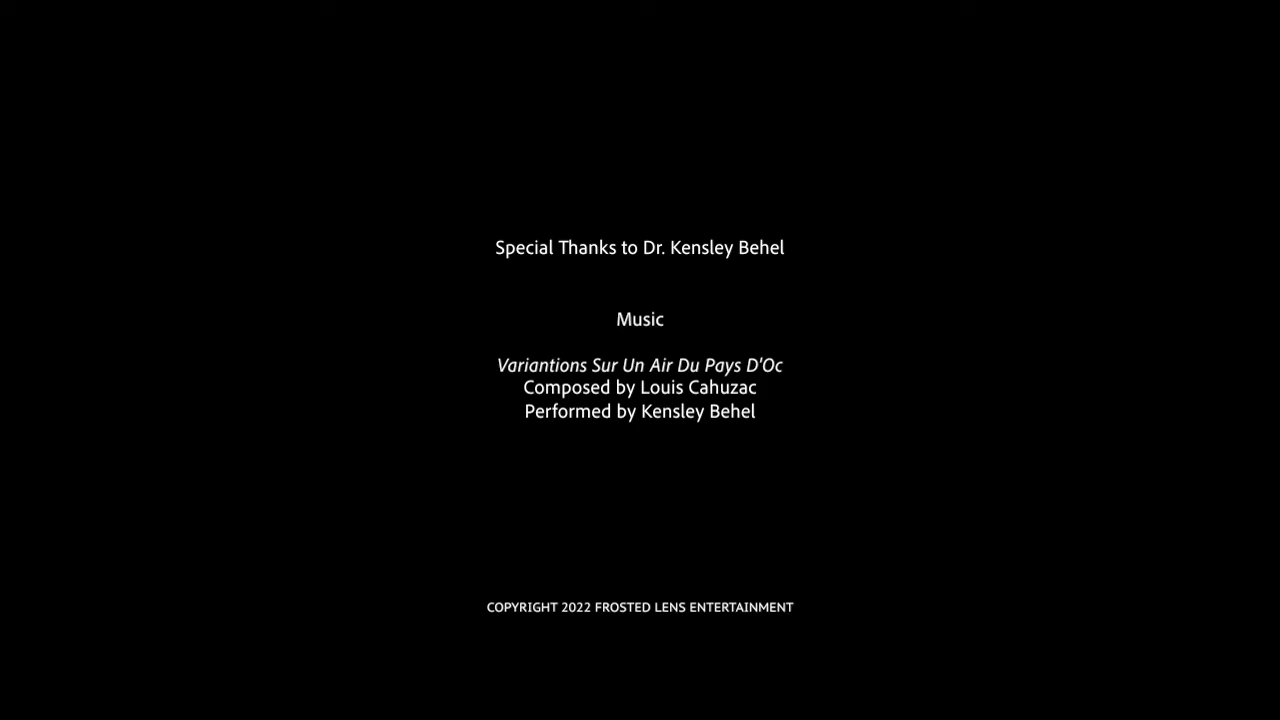 Special Thanks to Dr. Kensley Behel
Music
Variantions Sur Un Air Du Pays D'Oc
Composed by Louis Cahuzac
Performed by Kensley Behel
COPYRIGHT 2022 FROSTED LENS ENTERTAINMENT